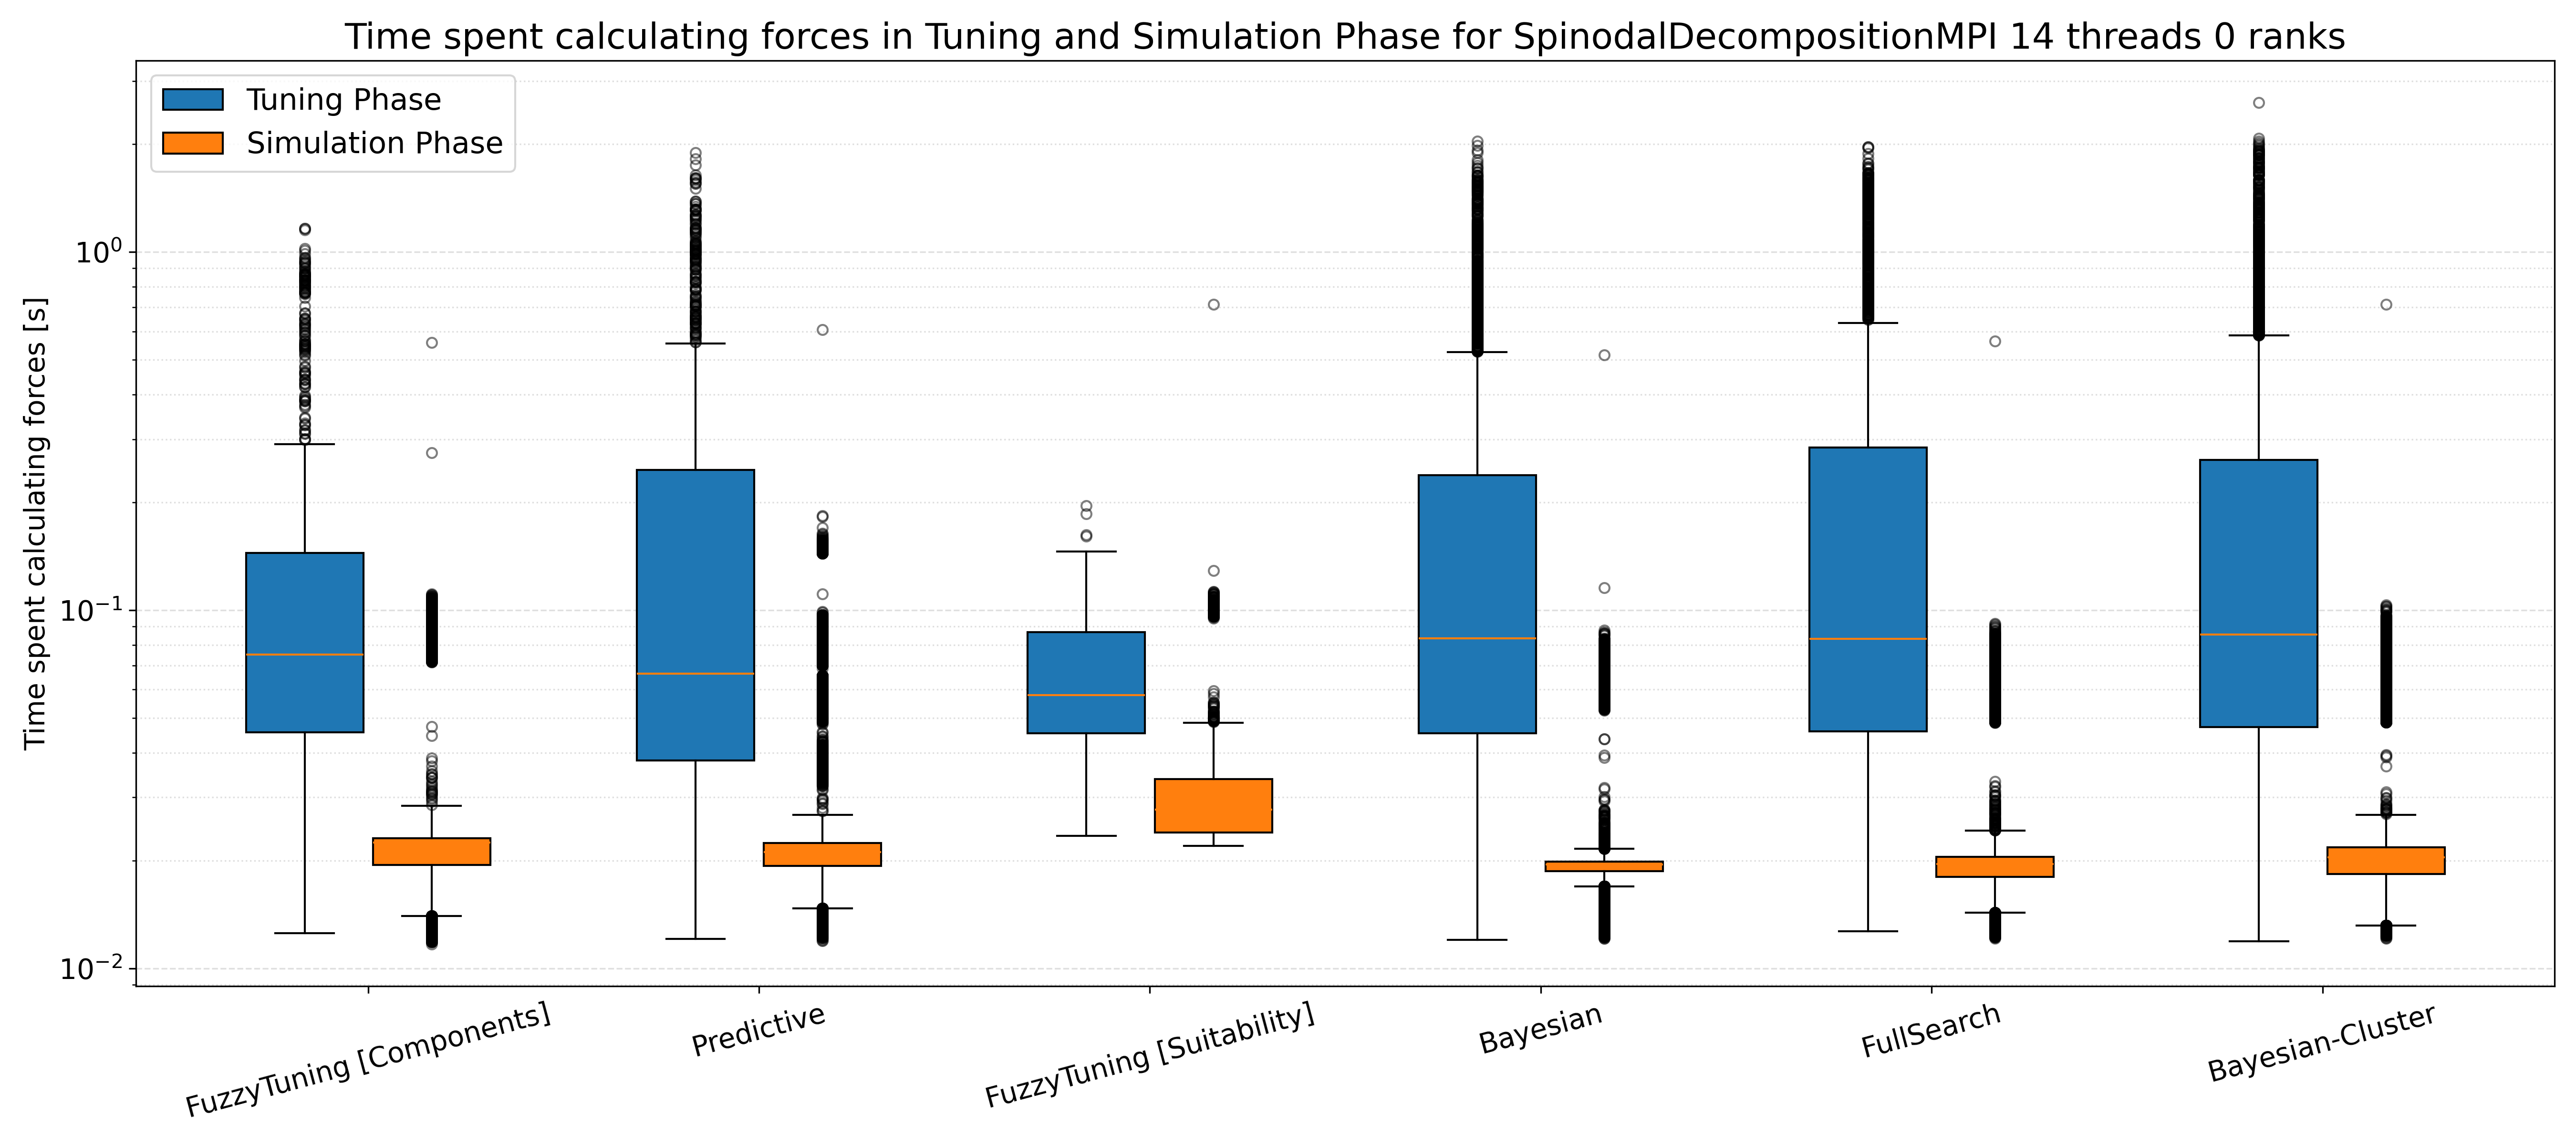 Time spent calculating forces in Tuning and Simulation Phase for SpinodalDecompositionMPI 14 threads 0 ranks
Tuning Phase
Simulation Phase
Time spent calculating forces [s]
10⁰
10⁻¹
10⁻²
FuzzyTuning [Components]
Predictive
FuzzyTuning [Suitability]
Bayesian
FullSearch
Bayesian-Cluster